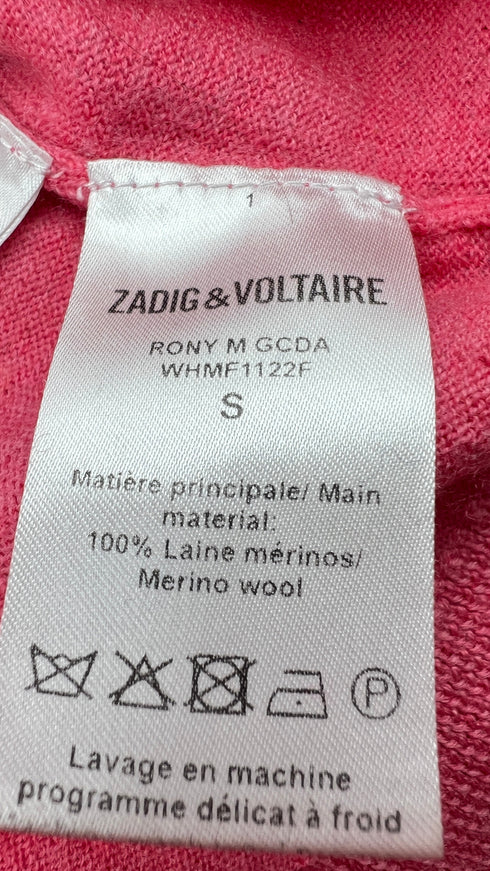 1
ZADIG&VOLTAIRE
RONY M GCDA
WHMF1122F
S
Matière principale/ Main
material:
100% Laine mérinos/
Merino wool
P
Lavage en machine
programme délicat à froid